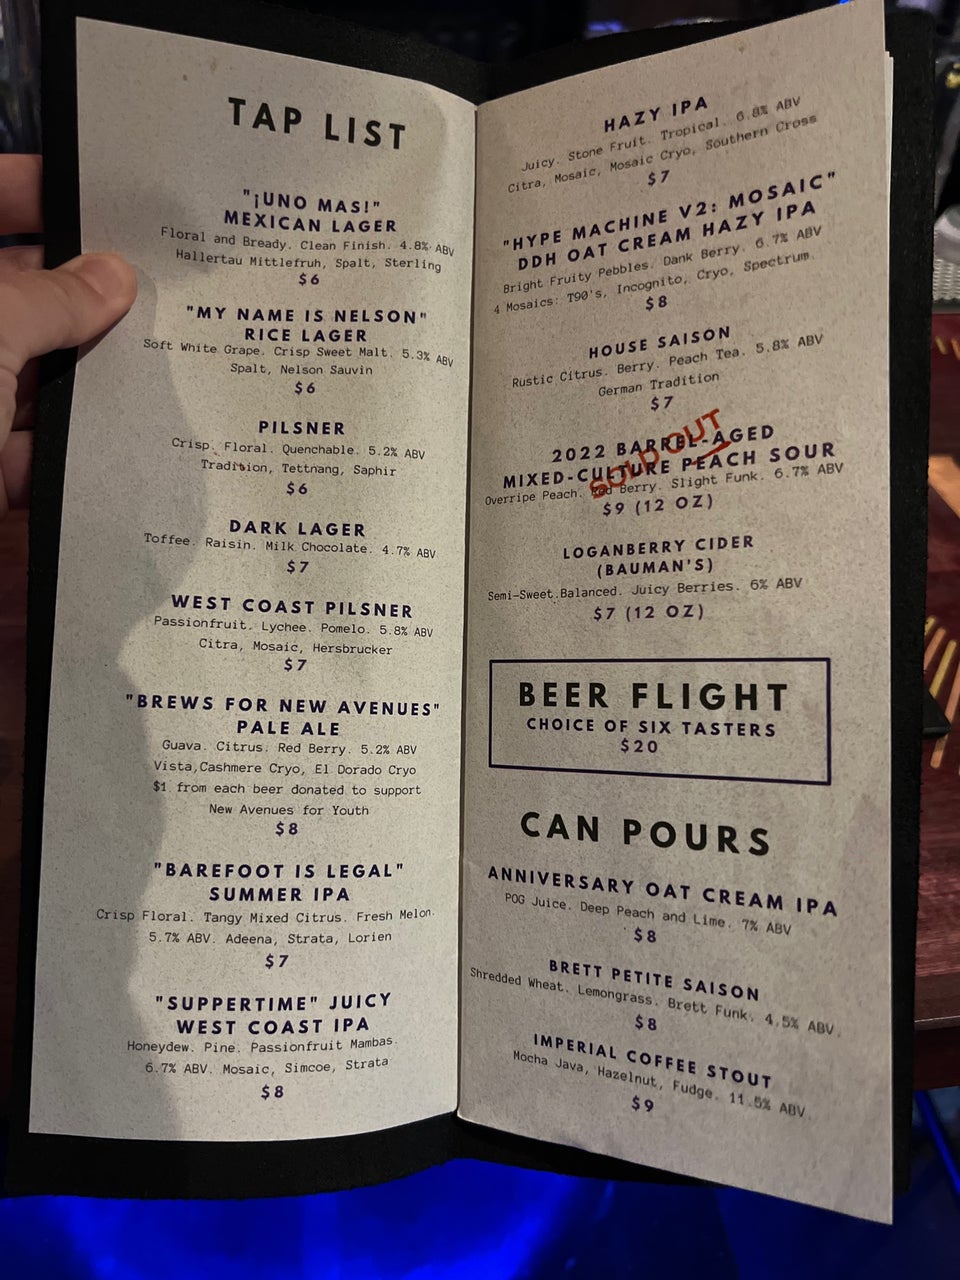 TAP LIST
"¡UNO MAS!"
MEXICAN LAGER
Floral and Bready. Clean Finish. 4.8% ABV
Hallertau Mittlefruh, Spalt, Sterling
$6
"MY NAME IS NELSON"
RICE LAGER
Soft White Grape. Crisp Sweet Malt. 5.3% ABV
Spalt, Nelson Sauvin
$6
PILSNER
Crisp. Floral. Quenchable. 5.2% ABV
Tradition, Tettnang, Saphir
$6
DARK LAGER
Toffee. Raisin. Milk Chocolate. 4.7% ABV
$7
WEST COAST PILSNER
Passionfruit. Lychee. Pomelo. 5.8% ABV
Citra, Mosaic, Hersbrucker
$7
"BREWS FOR NEW AVENUES"
PALE ALE
Guava. Citrus. Red Berry. 5.2% ABV
Vista,Cashmere Cryo, El Dorado Cryo
$1 from each beer donated to support
New Avenues for Youth
$8
"BAREFOOT IS LEGAL"
SUMMER IPA
Crisp Floral. Tangy Mixed Citrus. Fresh Melon.
5.7% ABV. Adeena, Strata, Lorien
$7
"SUPPERTIME" JUICY
WEST COAST IPA
Honeydew. Pine. Passionfruit Mambas.
6.7% ABV. Mosaic, Simcoe, Strata
$8
HAZY IPA
Juicy. Stone Fruit. Tropical. 6.8% ABV
Citra, Mosaic, Mosaic Cryo, Southern Cross
$7
"HYPE MACHINE V2: MOSAIC"
DDH OAT CREAM HAZY IPA
Bright Fruity Pebbles. Dank Berry. 6.7% ABV
4 Mosaics: T90's, Incognito, Cryo, Spectrum.
$8
HOUSE SAISON
Rustic Citrus. Berry. Peach Tea. 5.8% ABV
German Tradition
$7
SOLD OUT
2022 BARREL-AGED
MIXED-CULTURE PEACH SOUR
Overripe Peach. Red Berry. Slight Funk. 6.7% ABV
$9 (12 OZ)
LOGANBERRY CIDER
(BAUMAN'S)
Semi-Sweet.Balanced. Juicy Berries. 6% ABV
$7 (12 OZ)
BEER FLIGHT
CHOICE OF SIX TASTERS
$20
CAN POURS
ANNIVERSARY OAT CREAM IPA
POG Juice. Deep Peach and Lime. 7% ABV
$8
BRETT PETITE SAISON
Shredded Wheat. Lemongrass. Brett Funk. 4.5% ABV.
$8
IMPERIAL COFFEE STOUT
Mocha Java, Hazelnut, Fudge. 11.5% ABV.
$9